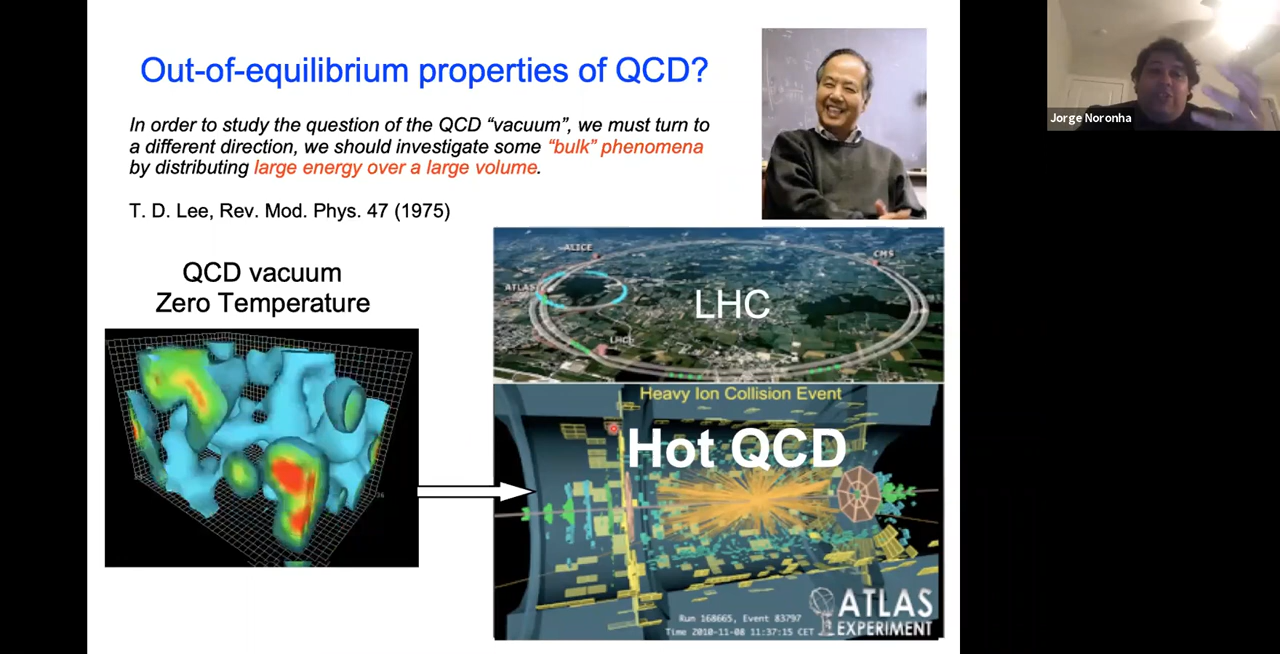 Out-of-equilibrium properties of QCD?
In order to study the question of the QCD “vacuum”, we must turn to
a different direction, we should investigate some “bulk” phenomena
by distributing large energy over a large volume.
T. D. Lee, Rev. Mod. Phys. 47 (1975)
Jorge Noronha
QCD vacuum
Zero Temperature
ALICE
CMS
ATLAS
LHC
LHCb
Heavy Ion Collision Event
Hot QCD
36
ATLAS
EXPERIMENT
Run 168665, Event 83797
Time 2010-11-08 11:37:15 CET